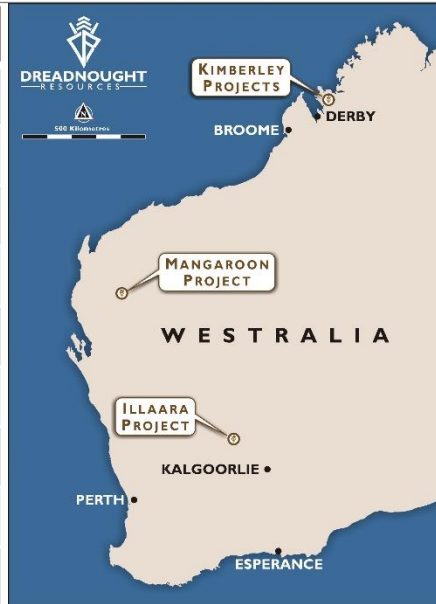 DREADNOUGHT
RESOURCES
500 Kilometres
KIMBERLEY
PROJECTS
DERBY
BROOME
MANGAROON
PROJECT
WESTRALIA
ILLAARA
PROJECT
KALGOORLIE
PERTH
ESPERANCE